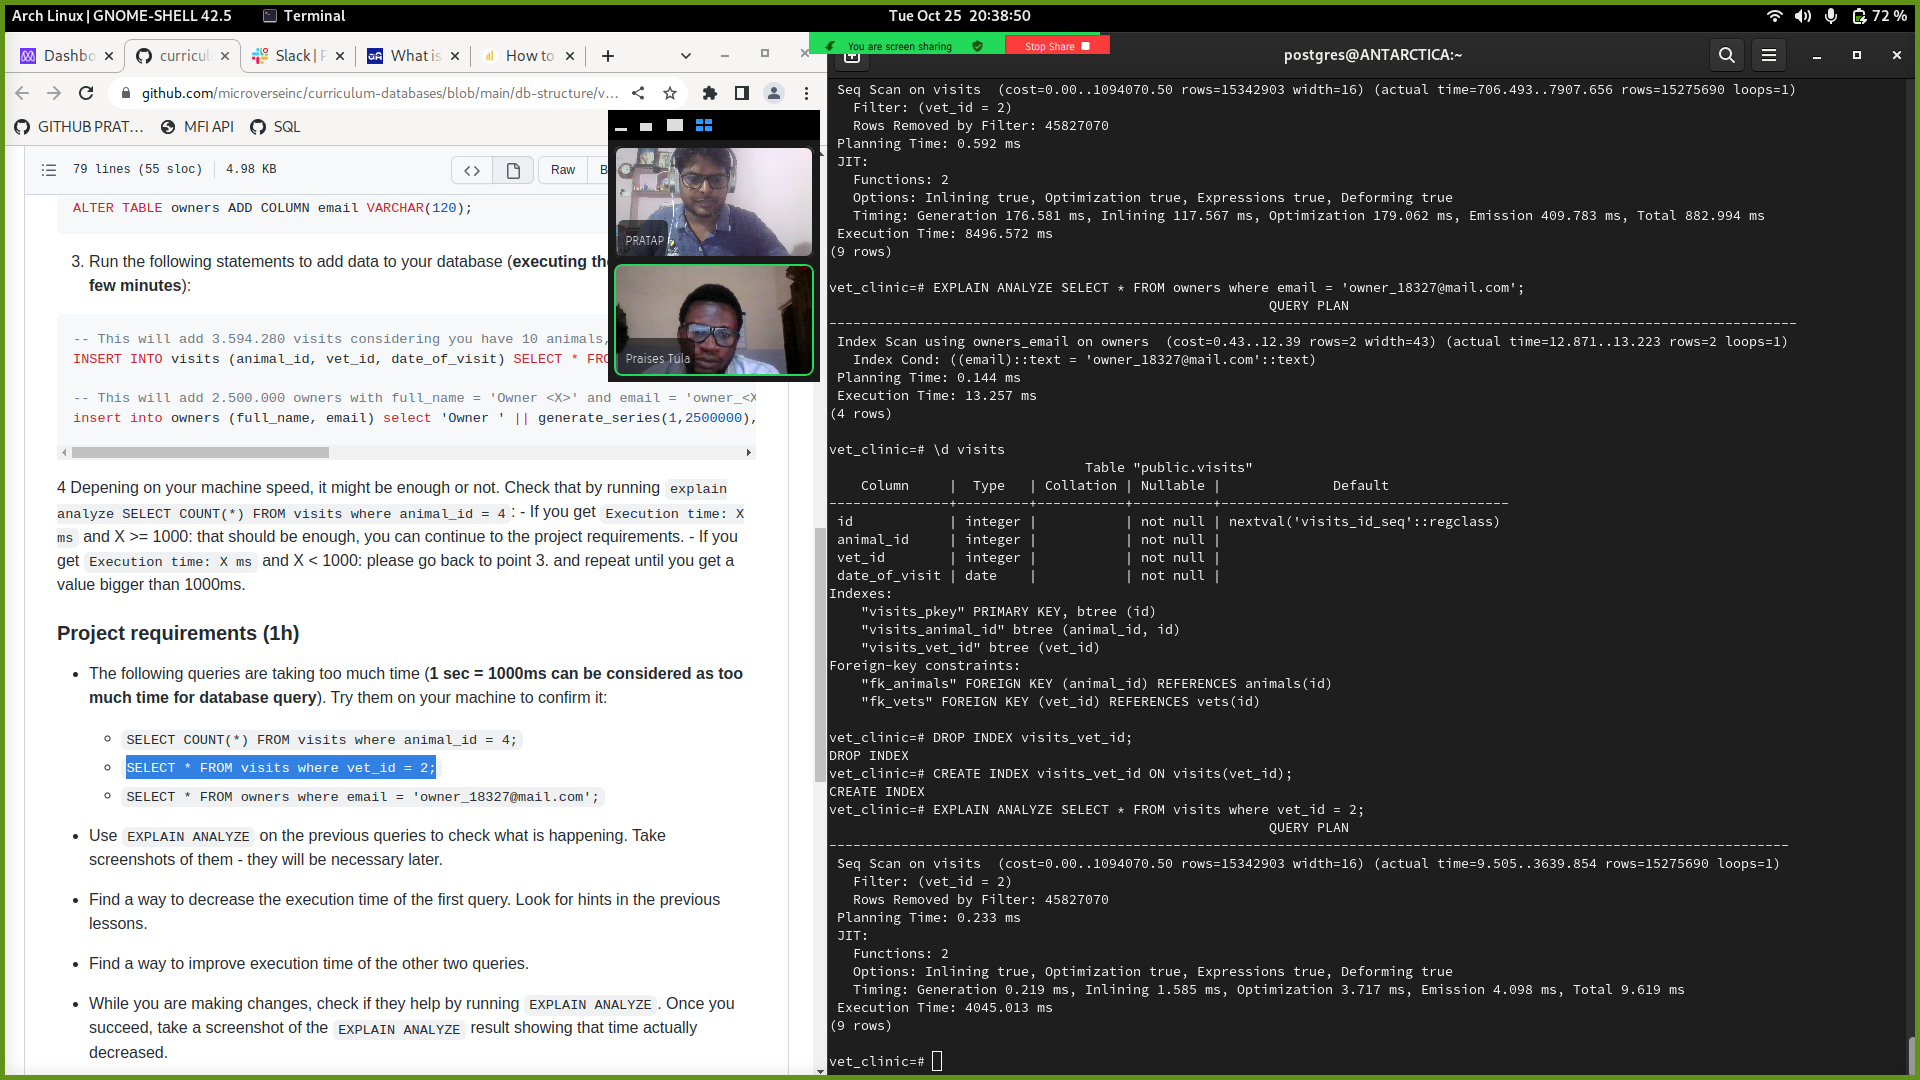 Arch Linux | GNOME-SHELL 42.5
Terminal
Tue Oct 25 20:38:50
72 %
Dashbo
curricul
Slack | F
What is
How to
github.com/microverseinc/curriculum-databases/blob/main/db-structure/v...
GITHUB PRAT...
MFI API
SQL
79 lines (55 sloc)
4.98 KB
Raw
B
ALTER TABLE owners ADD COLUMN email VARCHAR(120);
3. Run the following statements to add data to your database (executing the
few minutes):
-- This will add 3.594.280 visits considering you have 10 animals,
INSERT INTO visits (animal_id, vet_id, date_of_visit) SELECT * FRO
-- This will add 2.500.000 owners with full_name = 'Owner <X>' and email = 'owner_<X
insert into owners (full_name, email) select 'Owner ' || generate_series(1,2500000),
4 Depening on your machine speed, it might be enough or not. Check that by running explain
analyze SELECT COUNT(*) FROM visits where animal_id = 4: - If you get Execution time: X
ms and X >= 1000: that should be enough, you can continue to the project requirements. - If you
get Execution time: X ms and X < 1000: please go back to point 3. and repeat until you get a
value bigger than 1000ms.
Project requirements (1h)
• The following queries are taking too much time (1 sec = 1000ms can be considered as too
much time for database query). Try them on your machine to confirm it:
SELECT COUNT(*) FROM visits where animal_id = 4;
SELECT * FROM visits where vet_id = 2;
SELECT * FROM owners where email = 'owner_18327@mail.com';
• Use EXPLAIN ANALYZE on the previous queries to check what is happening. Take
screenshots of them - they will be necessary later.
• Find a way to decrease the execution time of the first query. Look for hints in the previous
lessons.
• Find a way to improve execution time of the other two queries.
• While you are making changes, check if they help by running EXPLAIN ANALYZE. Once you
succeed, take a screenshot of the EXPLAIN ANALYZE result showing that time actually
decreased.
PRATAP
Praises Tula
You are screen sharing
Stop Share
postgres@ANTARCTICA:~
Seq Scan on visits  (cost=0.00..1094070.50 rows=15342903 width=16) (actual time=706.493..7907.656 rows=15275690 loops=1)
Filter: (vet_id = 2)
Rows Removed by Filter: 45827070
Planning Time: 0.592 ms
JIT:
Functions: 2
Options: Inlining true, Optimization true, Expressions true, Deforming true
Timing: Generation 176.581 ms, Inlining 117.567 ms, Optimization 179.062 ms, Emission 409.783 ms, Total 882.994 ms
Execution Time: 8496.572 ms
(9 rows)
vet_clinic=# EXPLAIN ANALYZE SELECT * FROM owners where email = 'owner_18327@mail.com';
QUERY PLAN
Index Scan using owners_email on owners  (cost=0.43..12.39 rows=2 width=43) (actual time=12.871..13.223 rows=2 loops=1)
Index Cond: ((email)::text = 'owner_18327@mail.com'::text)
Planning Time: 0.144 ms
Execution Time: 13.257 ms
(4 rows)
vet_clinic=# \d visits
Table "public.visits"
Column | Type | Collation | Nullable | Default
id | integer | | not null | nextval('visits_id_seq'::regclass)
animal_id | integer | | not null |
vet_id | integer | | not null |
date_of_visit | date | | not null |
Indexes:
"visits_pkey" PRIMARY KEY, btree (id)
"visits_animal_id" btree (animal_id, id)
"visits_vet_id" btree (vet_id)
Foreign-key constraints:
"fk_animals" FOREIGN KEY (animal_id) REFERENCES animals(id)
"fk_vets" FOREIGN KEY (vet_id) REFERENCES vets(id)
vet_clinic=# DROP INDEX visits_vet_id;
DROP INDEX
vet_clinic=# CREATE INDEX visits_vet_id ON visits(vet_id);
CREATE INDEX
vet_clinic=# EXPLAIN ANALYZE SELECT * FROM visits where vet_id = 2;
QUERY PLAN
Seq Scan on visits  (cost=0.00..1094070.50 rows=15342903 width=16) (actual time=9.505..3639.854 rows=15275690 loops=1)
Filter: (vet_id = 2)
Rows Removed by Filter: 45827070
Planning Time: 0.233 ms
JIT:
Functions: 2
Options: Inlining true, Optimization true, Expressions true, Deforming true
Timing: Generation 0.219 ms, Inlining 1.585 ms, Optimization 3.717 ms, Emission 4.098 ms, Total 9.619 ms
Execution Time: 4045.013 ms
(9 rows)
vet_clinic=#